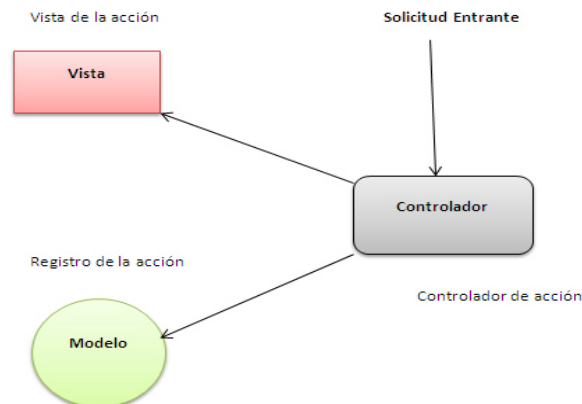 Vista de la acción
Solicitud Entrante
Vista
Controlador
Registro de la acción
Controlador de acción
Modelo